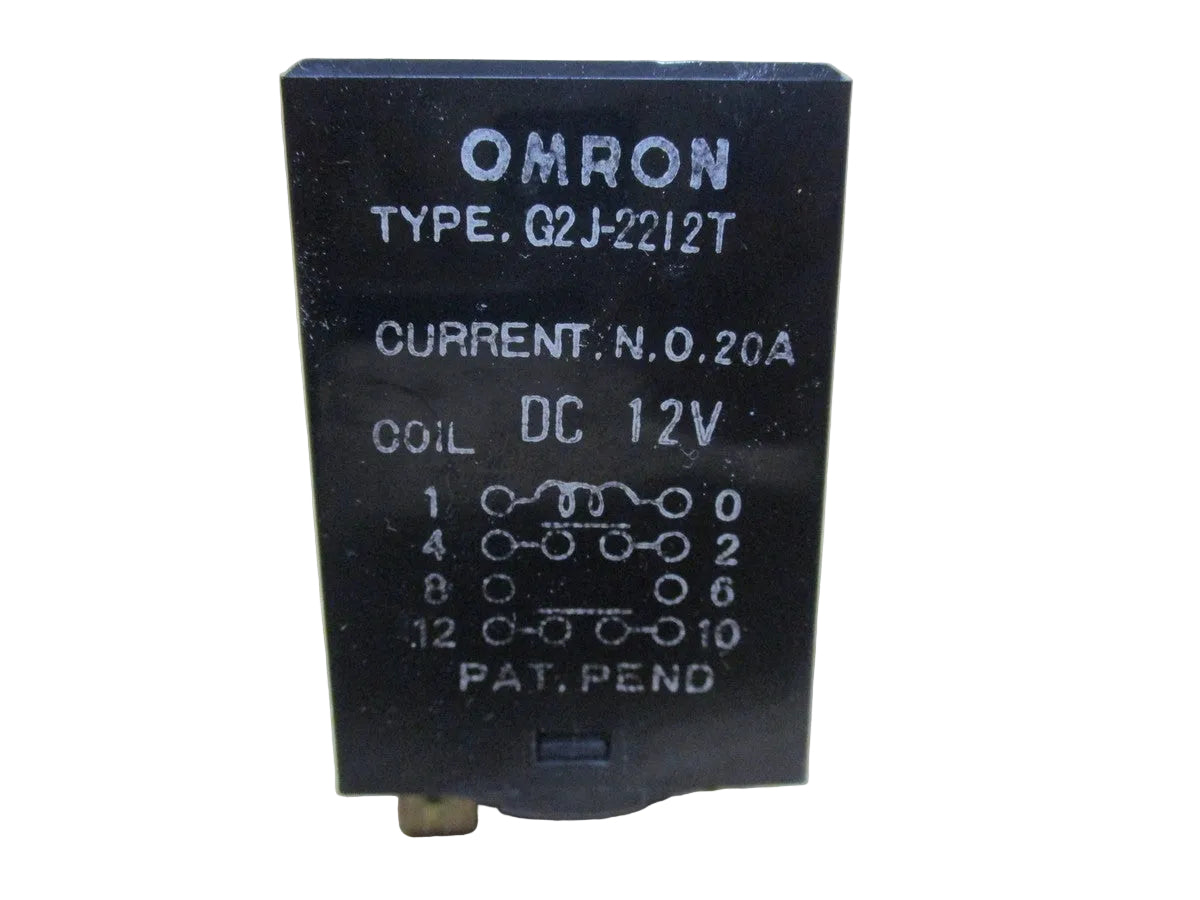 OMRON
TYPE. G2J-2212T
CURRENT. N.O. 20A
COIL DC 12V
1 0
4 2
8 6
12 10
PAT. PEND